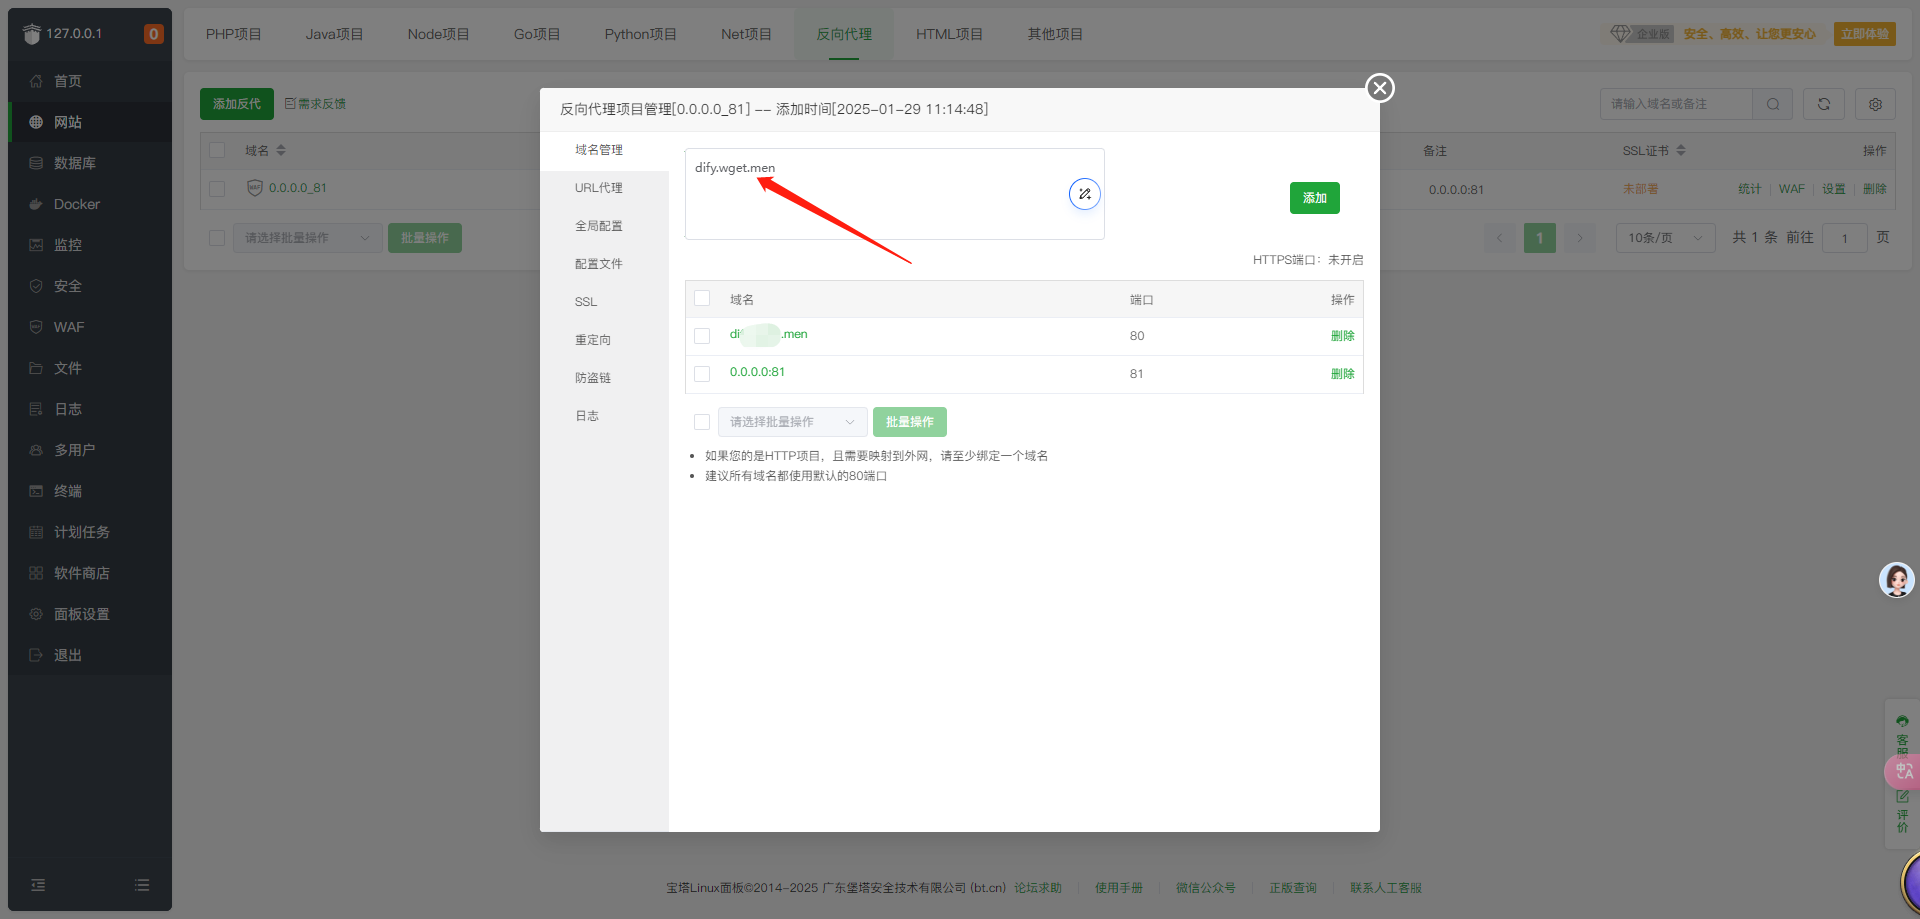 127.0.0.1
0
首页
网站
数据库
Docker
监控
安全
WAF
文件
日志
多用户
终端
计划任务
软件商店
面板设置
退出
PHP项目 Java项目 Node项目 Go项目 Python项目 Net项目 反向代理 HTML项目 其他项目
企业版 安全、高效、让您更安心 立即体验
添加反代 需求反馈
请输入域名或备注
域名 备注 SSL证书 操作
WAF 0.0.0.0_81 0.0.0.0:81 未部署 统计 WAF 设置 删除
请选择批量操作 批量操作 1 10条/页 共 1 条 前往 1 页
反向代理项目管理[0.0.0.0_81] -- 添加时间[2025-01-29 11:14:48]
域名管理
URL代理
全局配置
配置文件
SSL
重定向
防盗链
日志
dify.wget.men
添加
HTTPS端口：未开启
域名 端口 操作
di .men 80 删除
0.0.0.0:81 81 删除
请选择批量操作 批量操作
如果您的是HTTP项目，且需要映射到外网，请至少绑定一个域名
建议所有域名都使用默认的80端口
客服
中A
评价
宝塔Linux面板©2014-2025 广东堡塔安全技术有限公司 (bt.cn) 论坛求助 使用手册 微信公众号 正版查询 联系人工客服